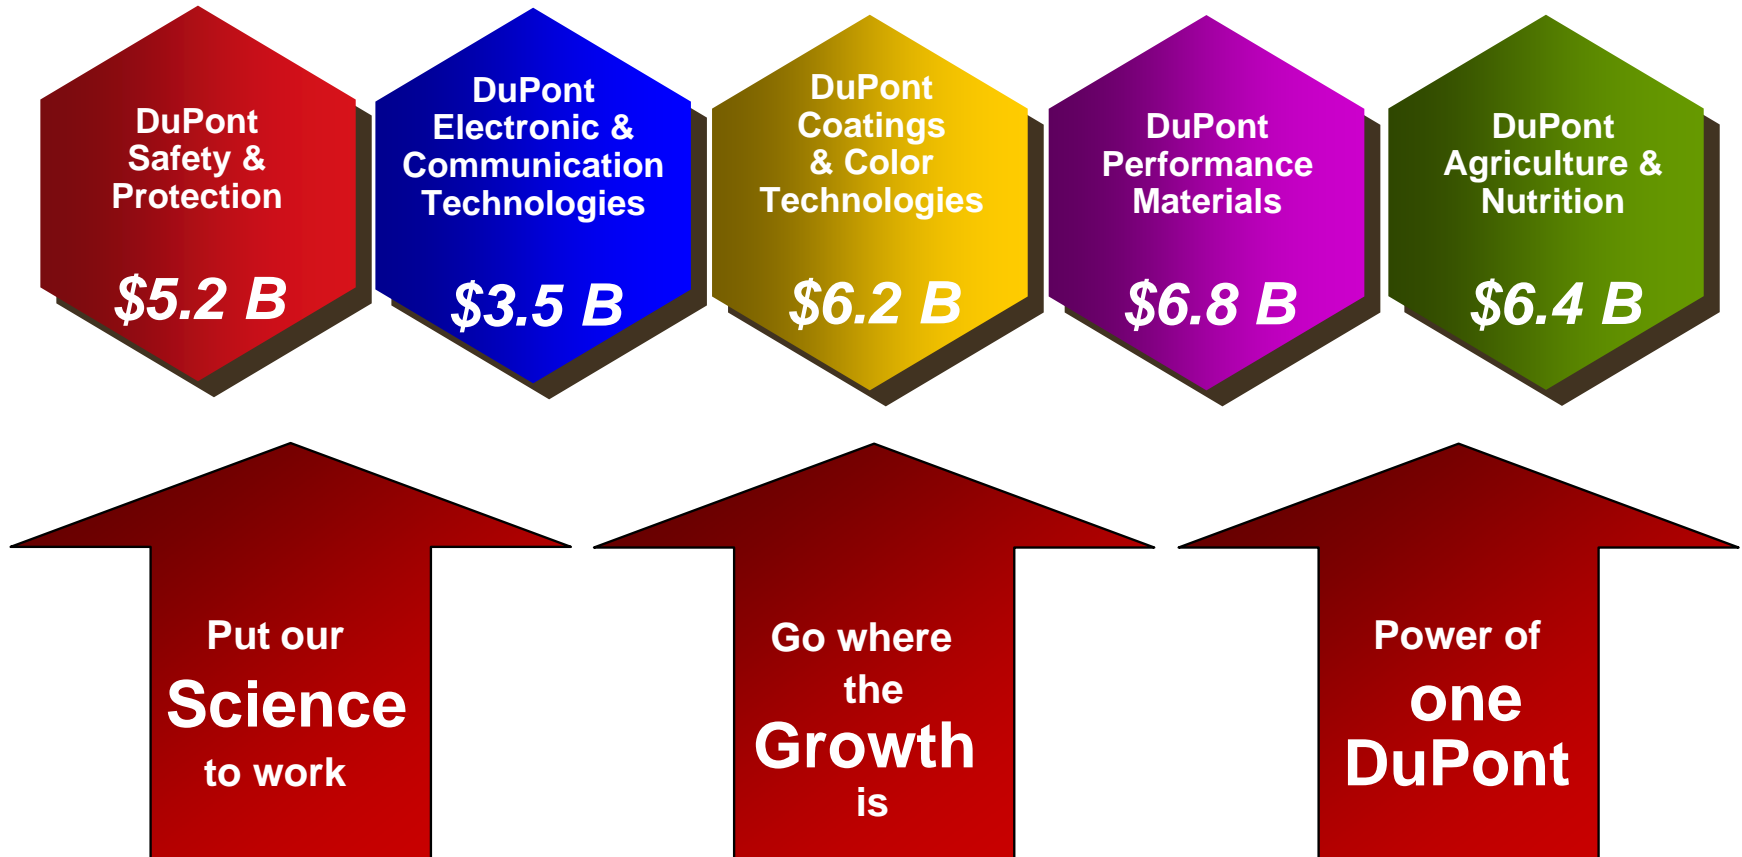 DuPont
Safety &
Protection
$5.2 B
DuPont
Electronic &
Communication
Technologies
$3.5 B
DuPont
Coatings
& Color
Technologies
$6.2 B
DuPont
Performance
Materials
$6.8 B
DuPont
Agriculture &
Nutrition
$6.4 B
Put our
Science
to work
Go where
the
Growth
is
Power of
one
DuPont